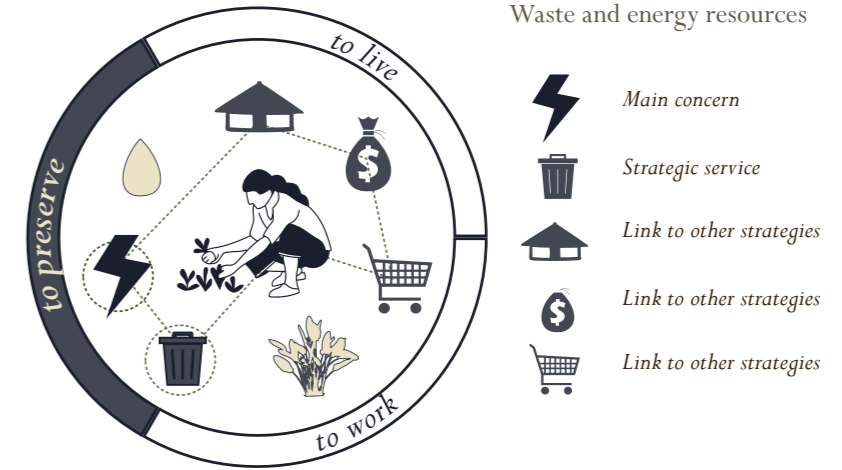 to live
to preserve
to work
$
Waste and energy resources
Main concern
Strategic service
Link to other strategies
$
Link to other strategies
Link to other strategies